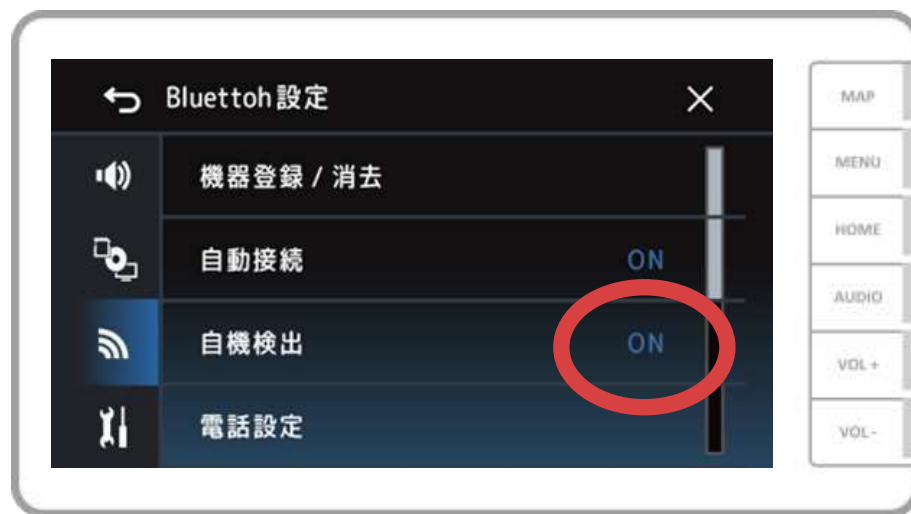 Bluettoh設定
機器登録 / 消去
自動接続 ON
自機検出 ON
電話設定
MAP
MENU
HOME
AUDIO
VOL +
VOL -